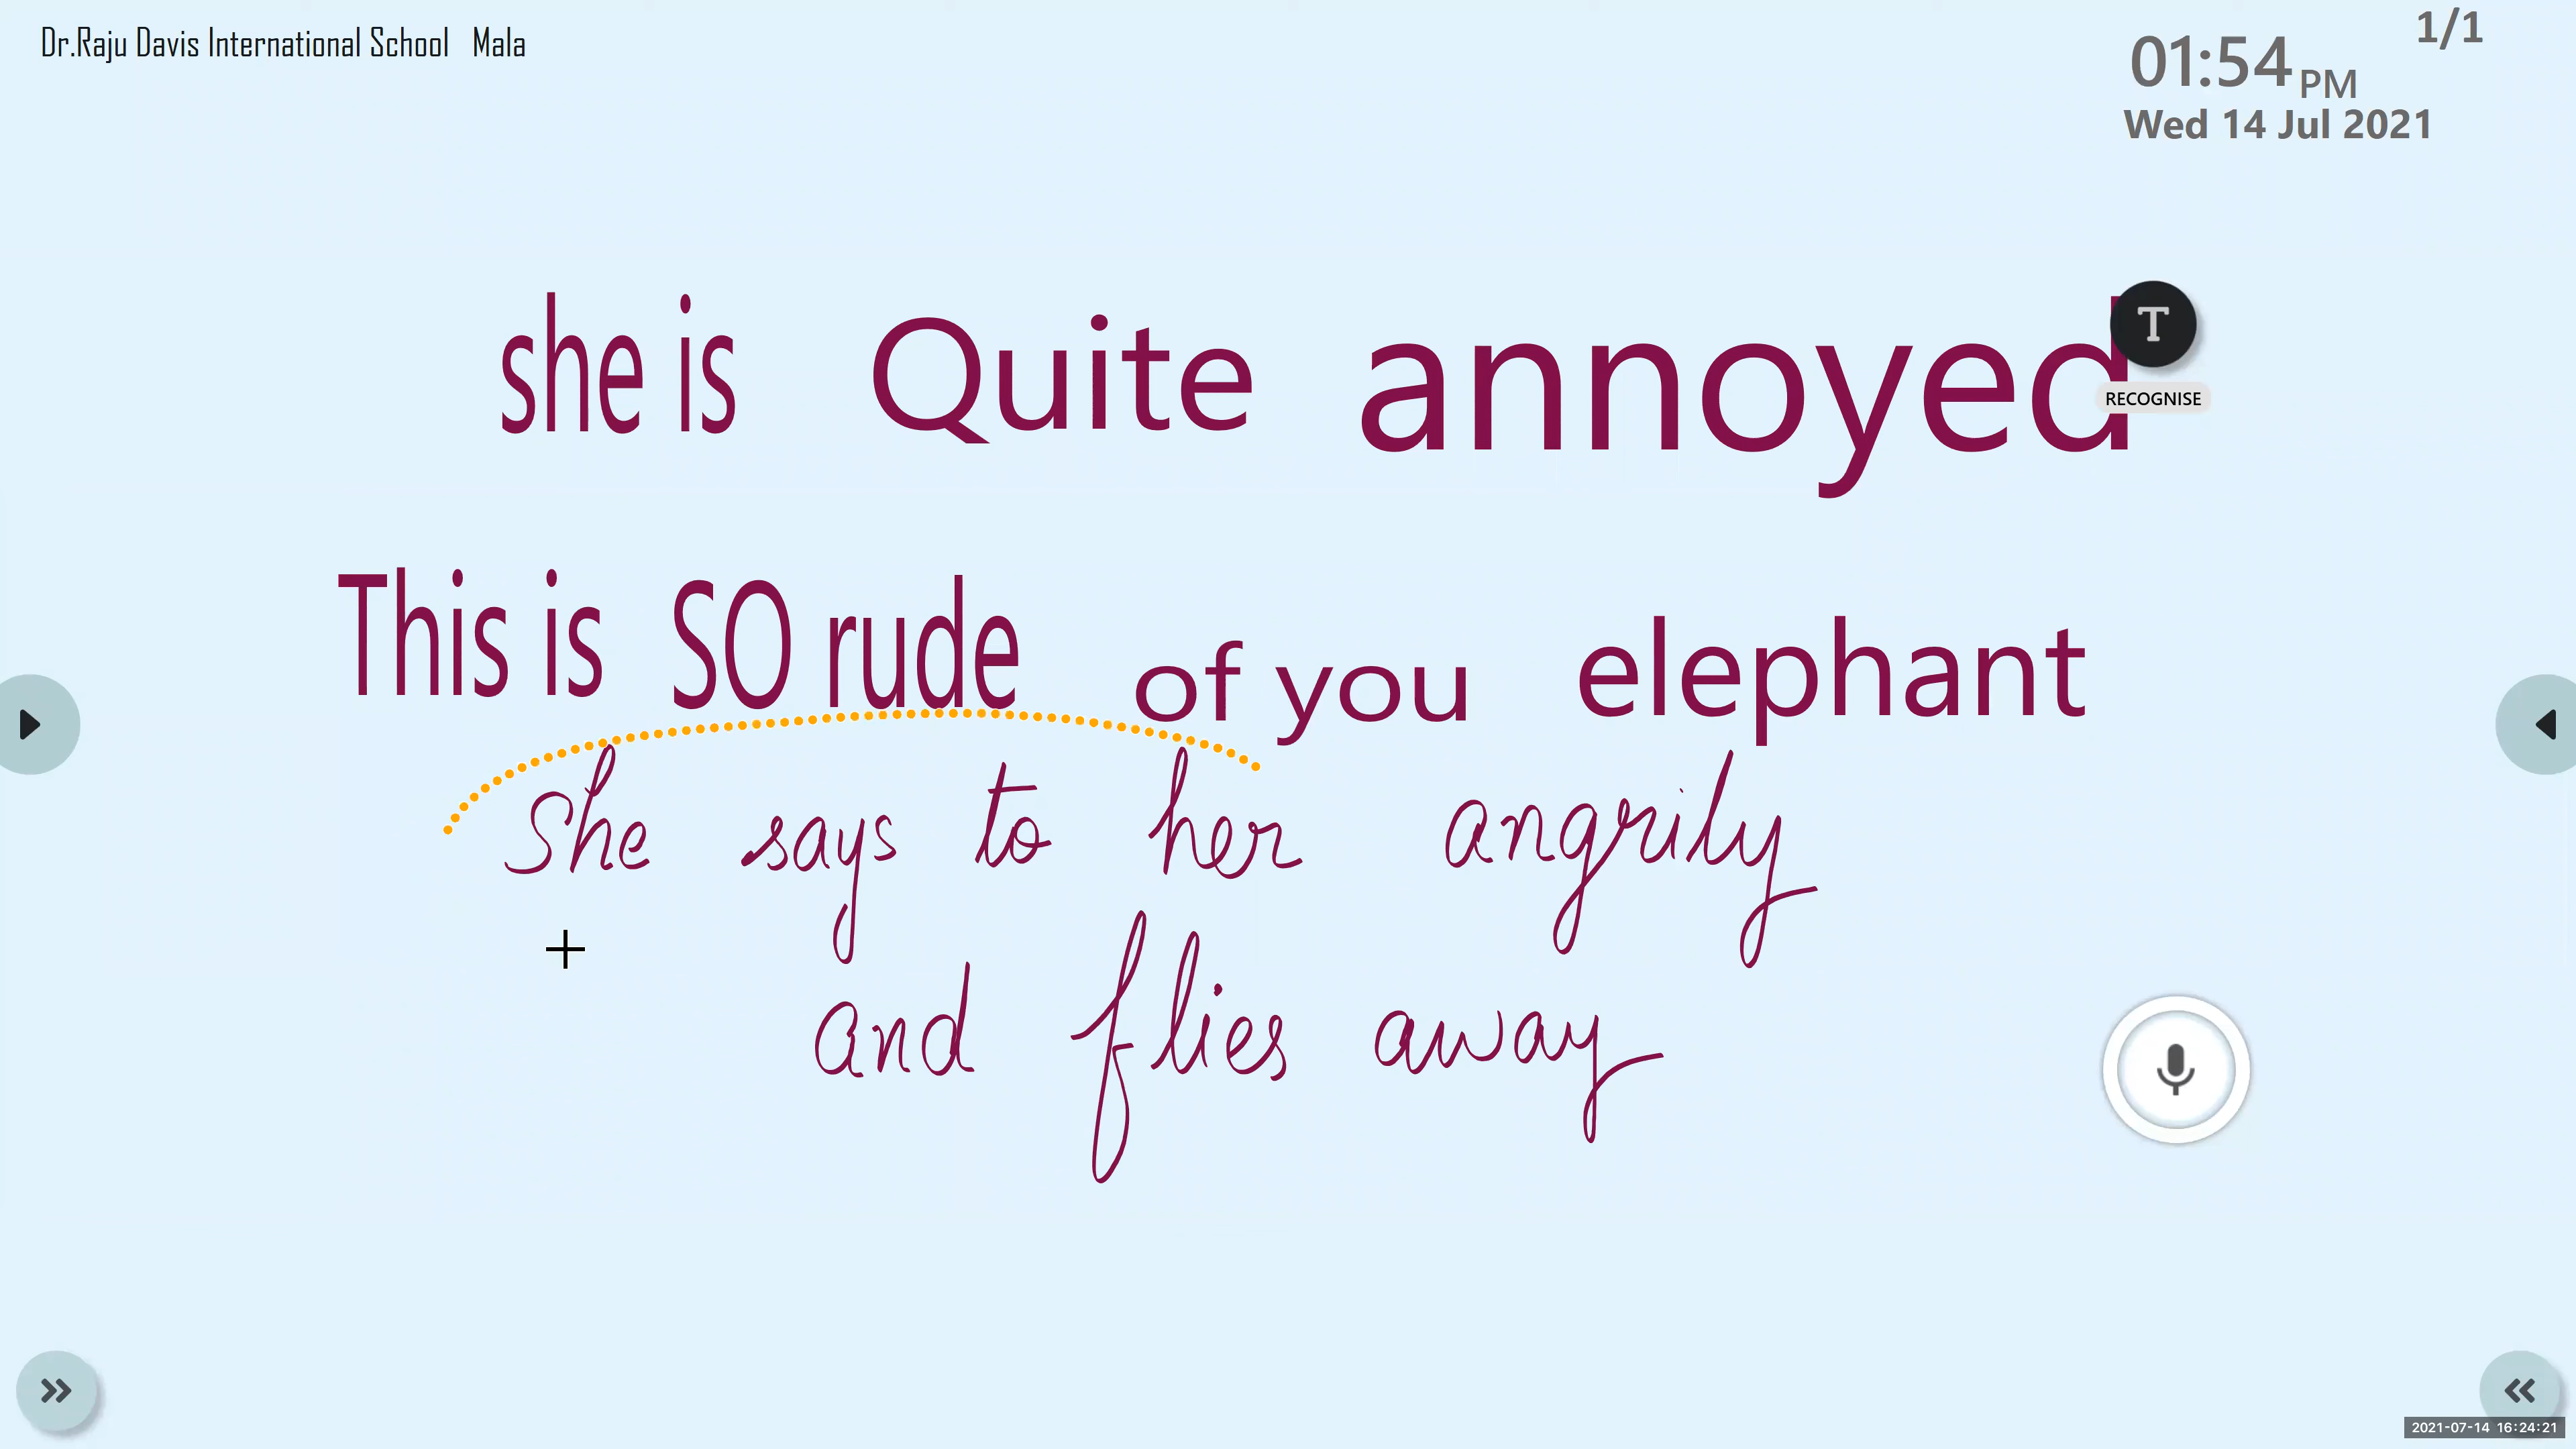 Dr.Raju Davis International School Mala
1/1
01:54 PM
Wed 14 Jul 2021
she is Quite annoyed
T
RECOGNISE
This is SO rude of you elephant
She says to her angrily
and flies away
2021-07-14 16:24:21